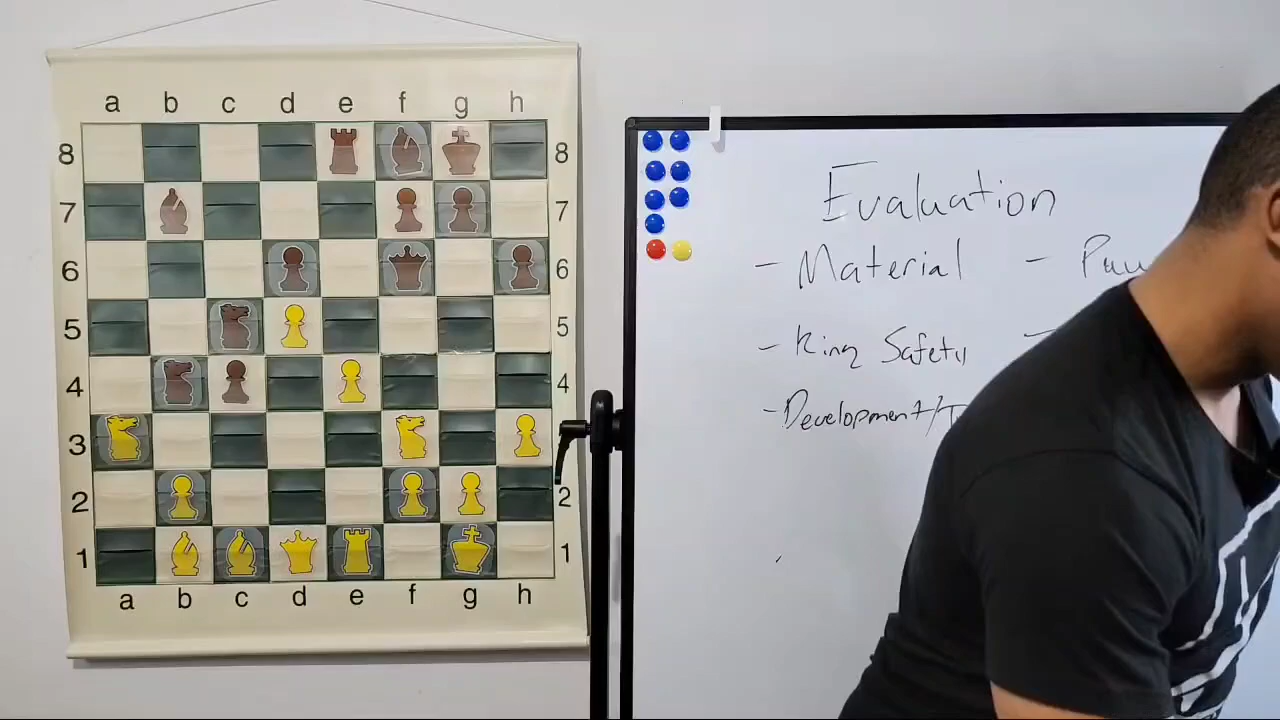 a b c d e f g h
8 8
7 7
6 6
5 5
4 4
3 3
2 2
1 1
a b c d e f g h
Evaluation
- Material -
- King Safety -
- Development/